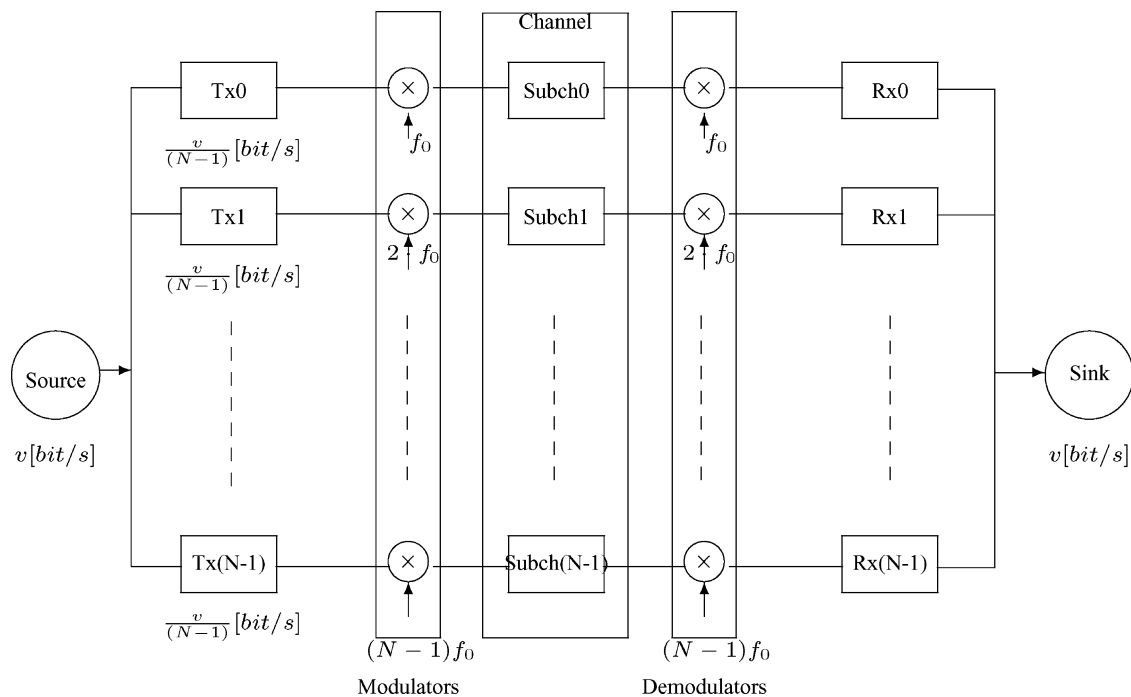 Channel
Tx0
×
Subch0
×
Rx0
f₀
f₀
v/(N−1) [bit/s]
Tx1
×
Subch1
×
Rx1
2 · f₀
2 · f₀
v/(N−1) [bit/s]
Source
Sink
v[bit/s]
v[bit/s]
Tx(N-1)
×
Subch(N-1)
×
Rx(N-1)
v/(N−1) [bit/s]
(N − 1)f₀
(N − 1)f₀
Modulators
Demodulators